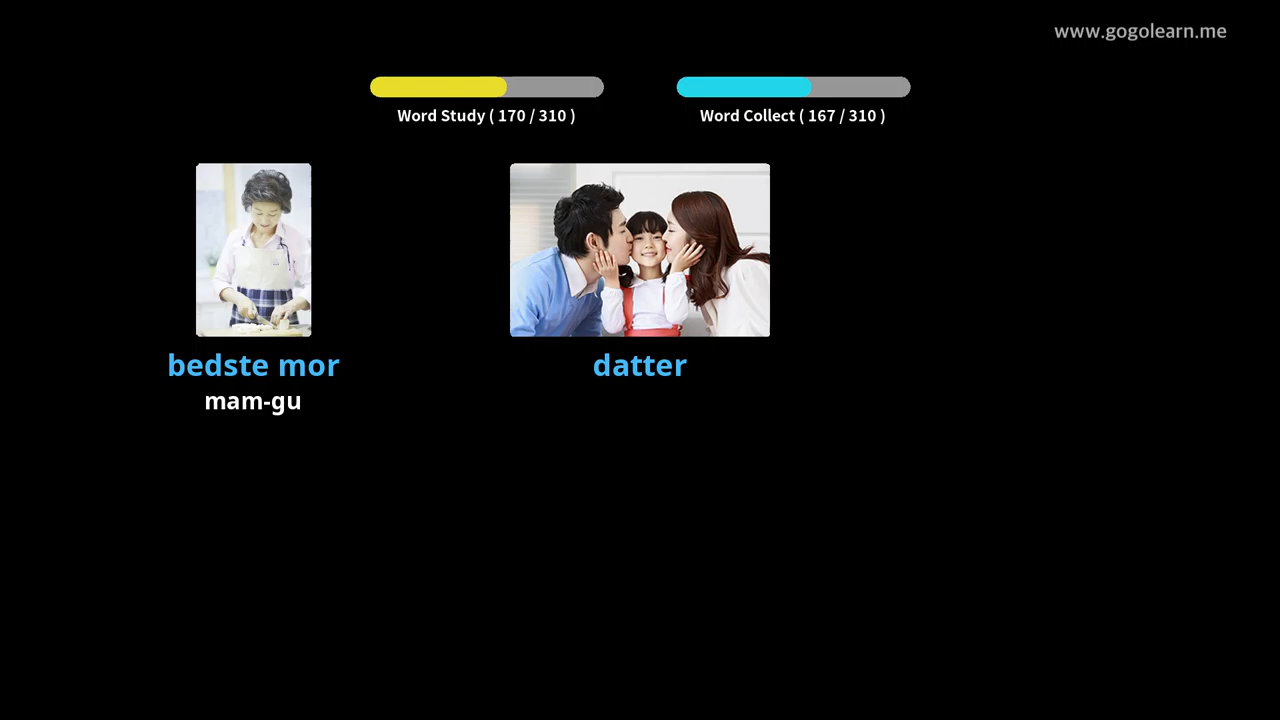 www.gogolearn.me
Word Study ( 170 / 310 )
Word Collect ( 167 / 310 )
bedste mor
datter
mam-gu